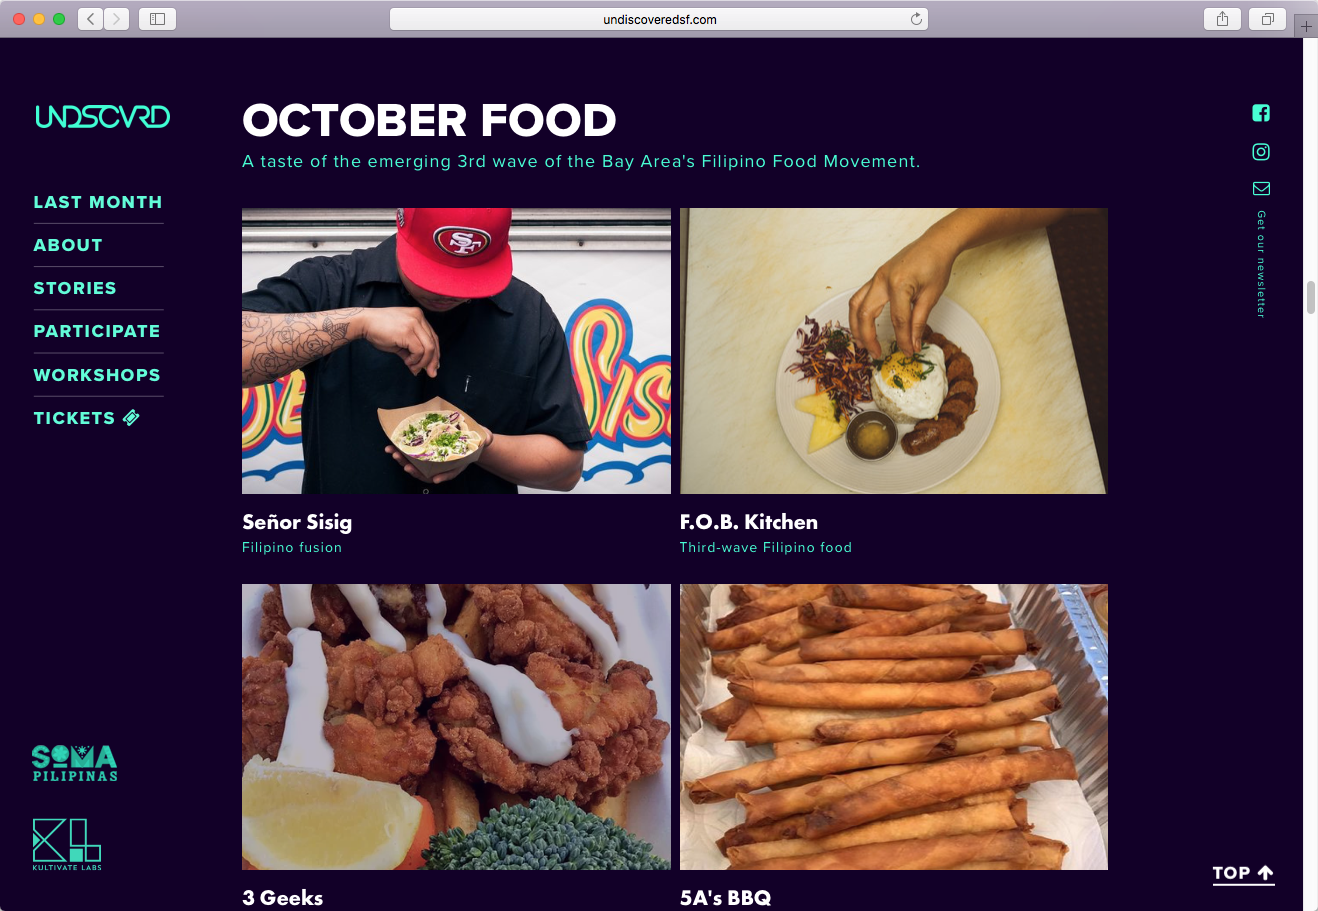 undiscoveredsf.com
UNDSCVRD
LAST MONTH
ABOUT
STORIES
PARTICIPATE
WORKSHOPS
TICKETS
SOMA
PILIPINAS
KL
KULTIVATE LABS
OCTOBER FOOD
A taste of the emerging 3rd wave of the Bay Area's Filipino Food Movement.
SF
Sis
Señor Sisig
Filipino fusion
F.O.B. Kitchen
Third-wave Filipino food
3 Geeks
5A's BBQ
Get our newsletter
TOP